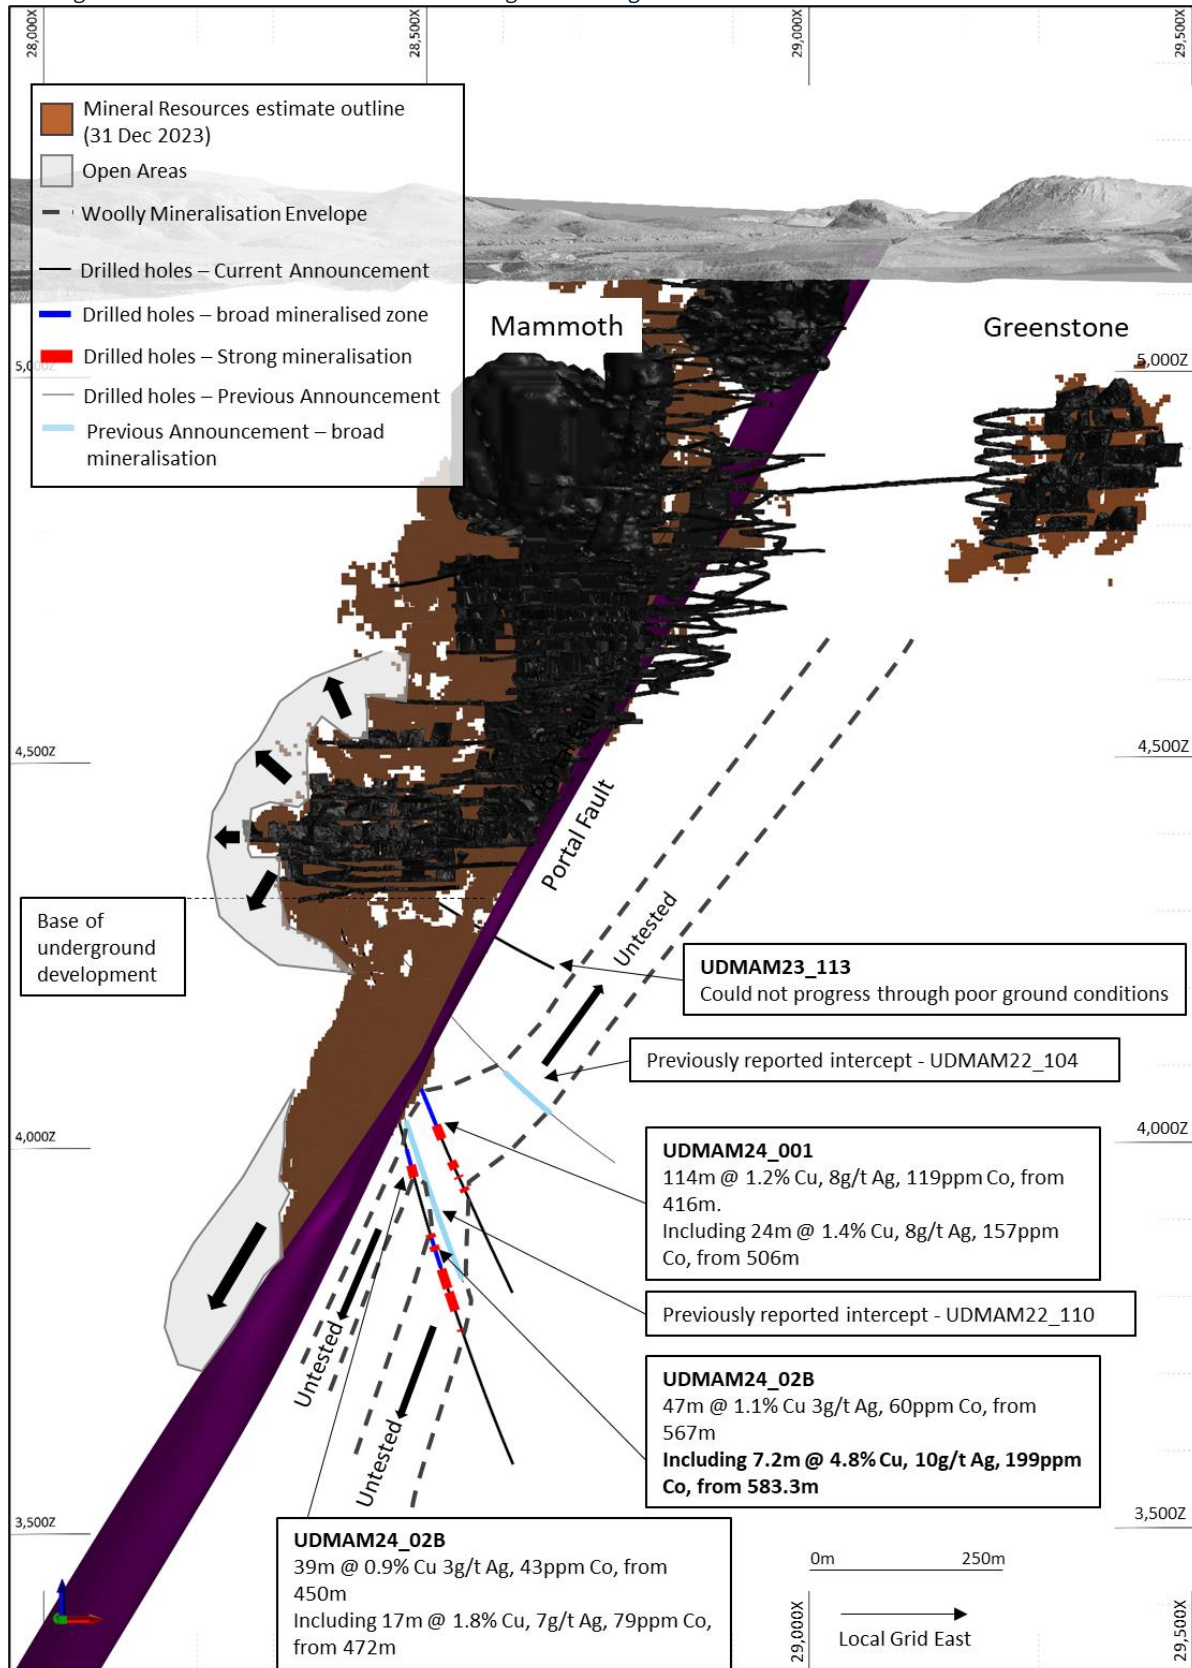 28,000X
28,500X
29,000X
29,500X
Mineral Resources estimate outline
(31 Dec 2023)
Open Areas
Woolly Mineralisation Envelope
Drilled holes – Current Announcement
Drilled holes – broad mineralised zone
Drilled holes – Strong mineralisation
Drilled holes – Previous Announcement
Previous Announcement – broad
mineralisation
Mammoth
Greenstone
5,000Z
5,000Z
4,500Z
4,500Z
Portal Fault
Portal Fault
Untested
Base of
underground
development
UDMAM23_113
Could not progress through poor ground conditions
Previously reported intercept - UDMAM22_104
4,000Z
4,000Z
UDMAM24_001
114m @ 1.2% Cu, 8g/t Ag, 119ppm Co, from
416m.
Including 24m @ 1.4% Cu, 8g/t Ag, 157ppm
Co, from 506m
Previously reported intercept - UDMAM22_110
Untested
Untested
UDMAM24_02B
47m @ 1.1% Cu 3g/t Ag, 60ppm Co, from
567m
Including 7.2m @ 4.8% Cu, 10g/t Ag, 199ppm
Co, from 583.3m
3,500Z
3,500Z
UDMAM24_02B
39m @ 0.9% Cu 3g/t Ag, 43ppm Co, from
450m
Including 17m @ 1.8% Cu, 7g/t Ag, 79ppm Co,
from 472m
0m 250m
Local Grid East
29,000X
29,500X